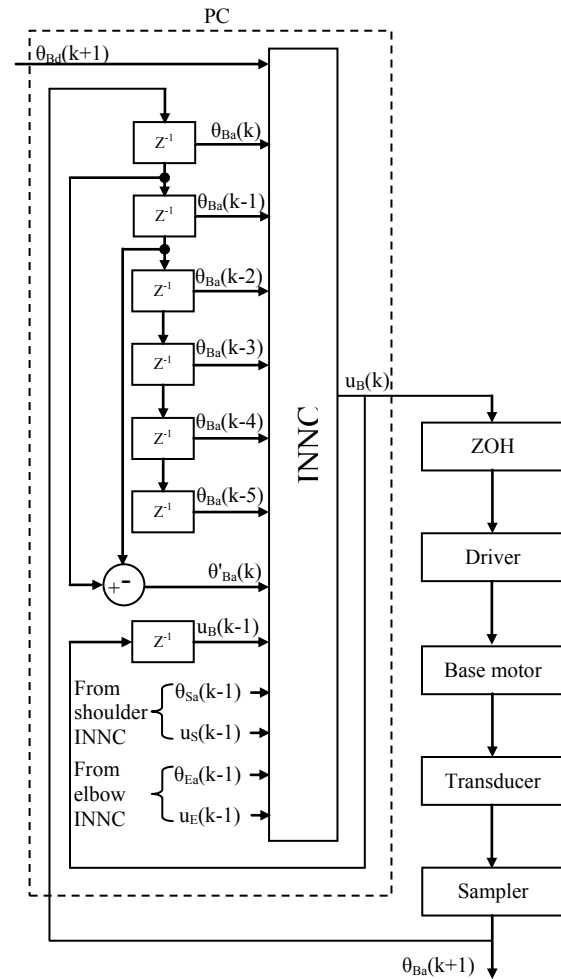 PC
θBd(k+1)
Z-1
θBa(k)
Z-1
θBa(k-1)
Z-1
θBa(k-2)
Z-1
θBa(k-3)
Z-1
θBa(k-4)
Z-1
θBa(k-5)
+
-
θ'Ba(k)
Z-1
uB(k-1)
From
shoulder
INNC
θSa(k-1)
uS(k-1)
From
elbow
INNC
θEa(k-1)
uE(k-1)
INNC
uB(k)
ZOH
Driver
Base motor
Transducer
Sampler
θBa(k+1)